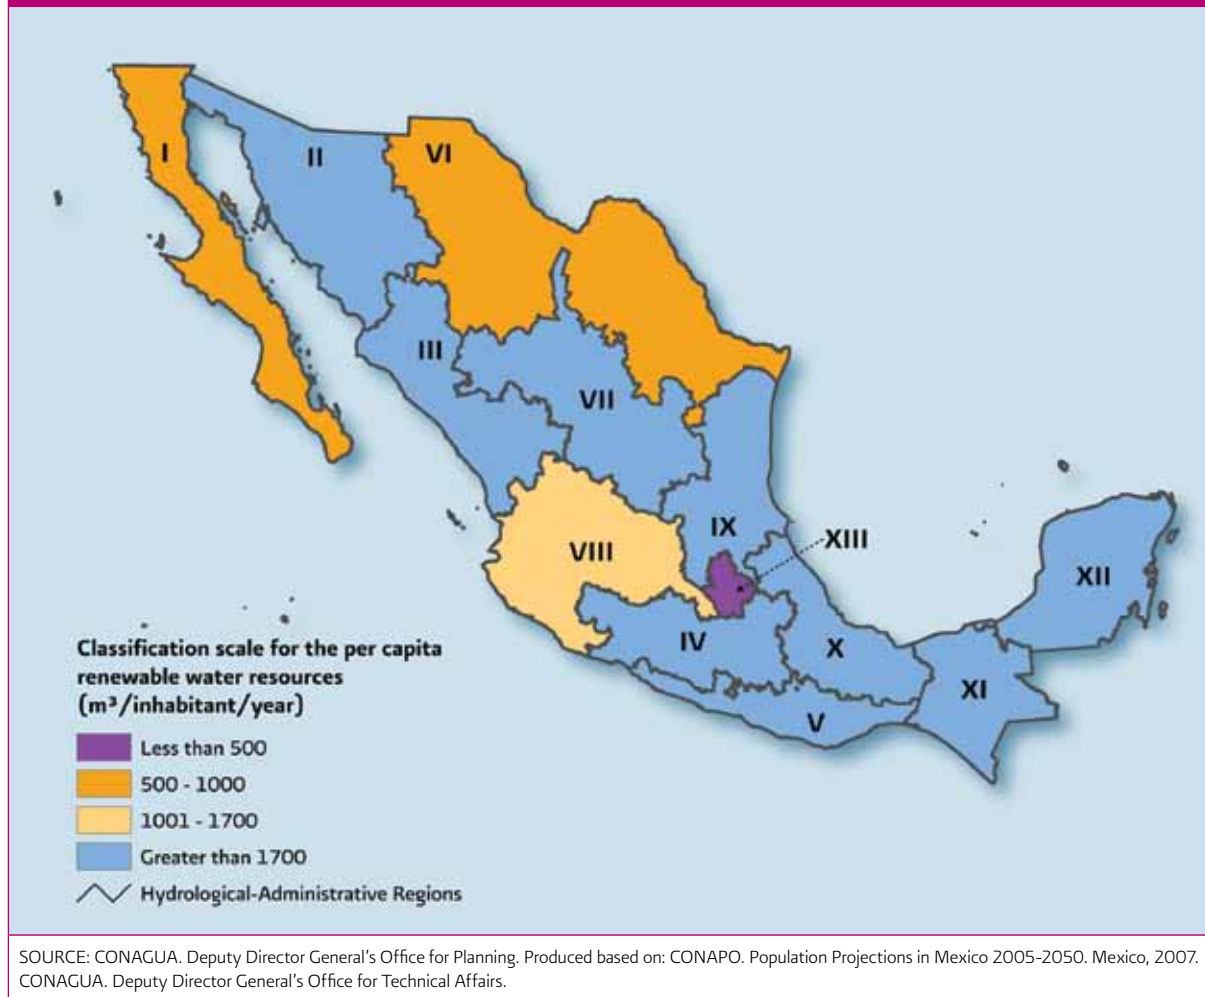 I
II
VI
III
VII
IX
XIII
VIII
XII
IV
X
XI
V
Classification scale for the per capita
renewable water resources
(m³/inhabitant/year)
Less than 500
500 - 1000
1001 - 1700
Greater than 1700
Hydrological-Administrative Regions
SOURCE: CONAGUA. Deputy Director General's Office for Planning. Produced based on: CONAPO. Population Projections in Mexico 2005-2050. Mexico, 2007.
CONAGUA. Deputy Director General's Office for Technical Affairs.